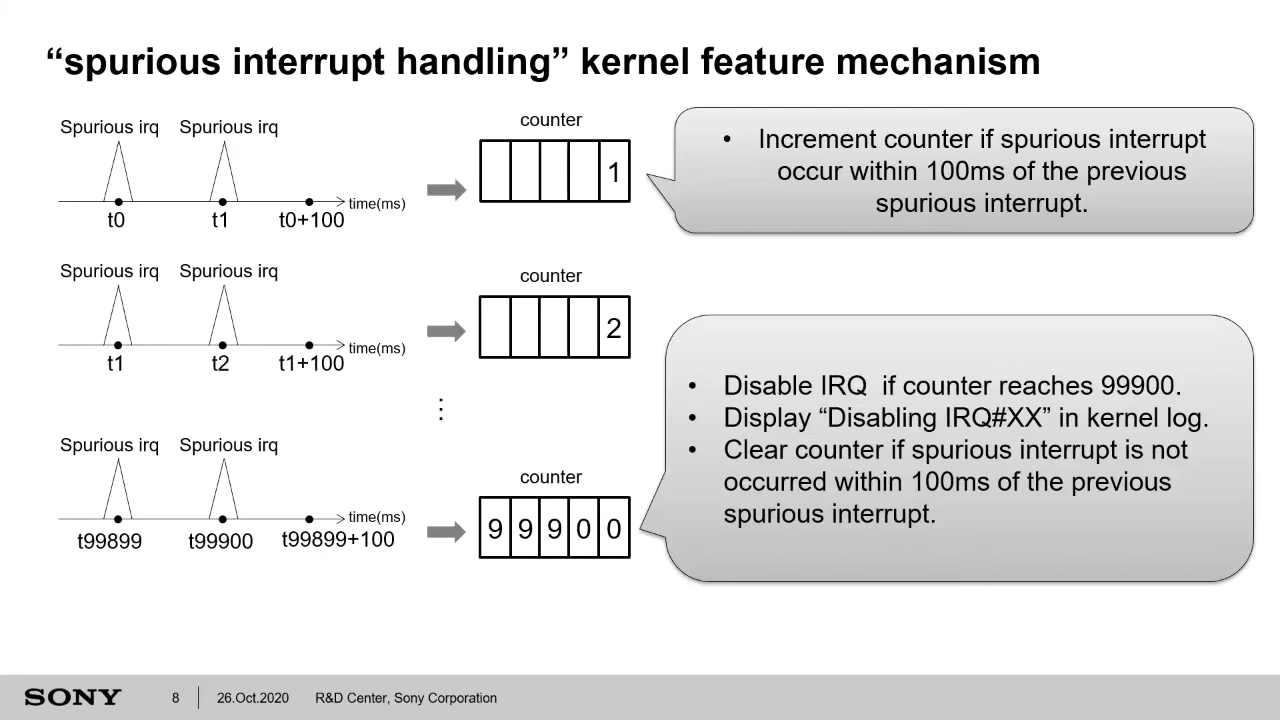 “spurious interrupt handling” kernel feature mechanism
Spurious irq Spurious irq
time(ms)
t0 t1 t0+100
counter
1
• Increment counter if spurious interrupt
occur within 100ms of the previous
spurious interrupt.
Spurious irq Spurious irq
time(ms)
t1 t2 t1+100
counter
2
⋮
Spurious irq Spurious irq
time(ms)
t99899 t99900 t99899+100
counter
9 9 9 0 0
• Disable IRQ if counter reaches 99900.
• Display “Disabling IRQ#XX” in kernel log.
• Clear counter if spurious interrupt is not
occurred within 100ms of the previous
spurious interrupt.
SONY 8 26.Oct.2020 R&D Center, Sony Corporation